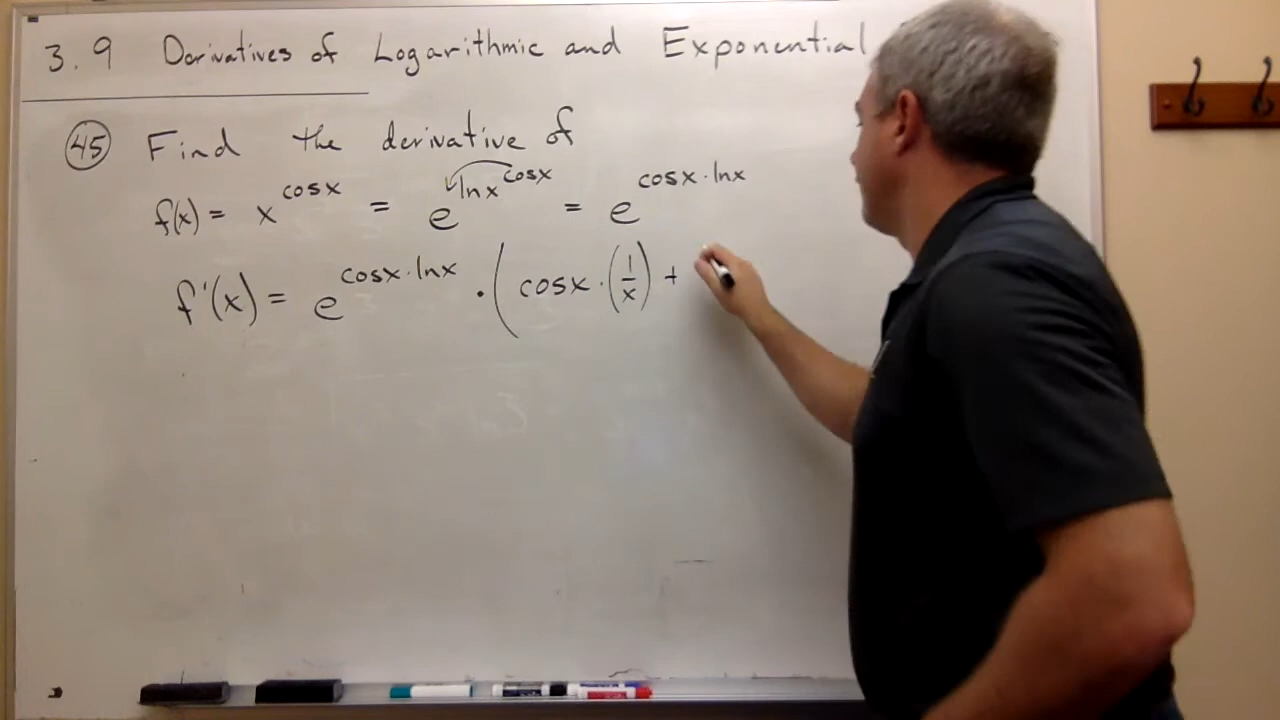 3.9 Derivatives of Logarithmic and Exponential
45 Find the derivative of
f(x) = x^cosx = e^lnx^cosx = e^cosx·lnx
f'(x) = e^cosx·lnx · (cosx·(1/x) +